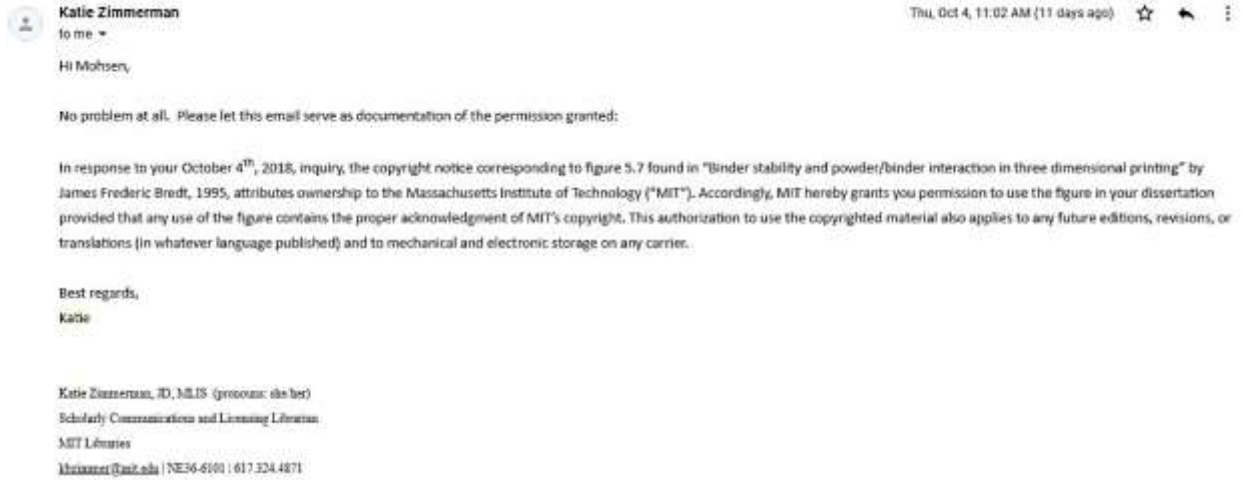 Katie Zimmerman
Thu, Oct 4, 11:02 AM (11 days ago)
to me
Hi Mohsen,
No problem at all. Please let this email serve as documentation of the permission granted:
In response to your October 4th, 2018, inquiry, the copyright notice corresponding to figure 5.7 found in "Binder stability and powder/binder interaction in three dimensional printing" by
James Frederic Bredt, 1995, attributes ownership to the Massachusetts Institute of Technology ("MIT"). Accordingly, MIT hereby grants you permission to use the figure in your dissertation
provided that any use of the figure contains the proper acknowledgment of MIT's copyright. This authorization to use the copyrighted material also applies to any future editions, revisions, or
translations (in whatever language published) and to mechanical and electronic storage on any carrier.
Best regards,
Katie
Katie Zimmerman, JD, MLIS (pronouns: she her)
Scholarly Communications and Licensing Librarian
MIT Libraries
| NE36-6101 | 617.324.4871